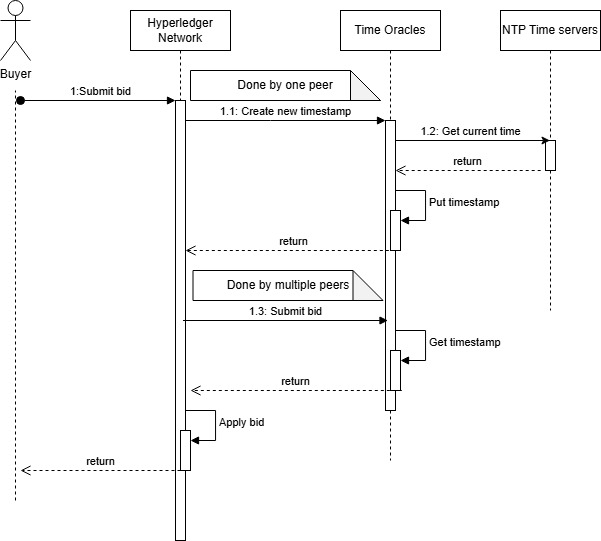 Hyperledger
Network
Time Oracles
NTP Time servers
Buyer
Done by one peer
1:Submit bid
1.1: Create new timestamp
1.2: Get current time
return
Put timestamp
return
Done by multiple peers
1.3: Submit bid
Get timestamp
return
Apply bid
return